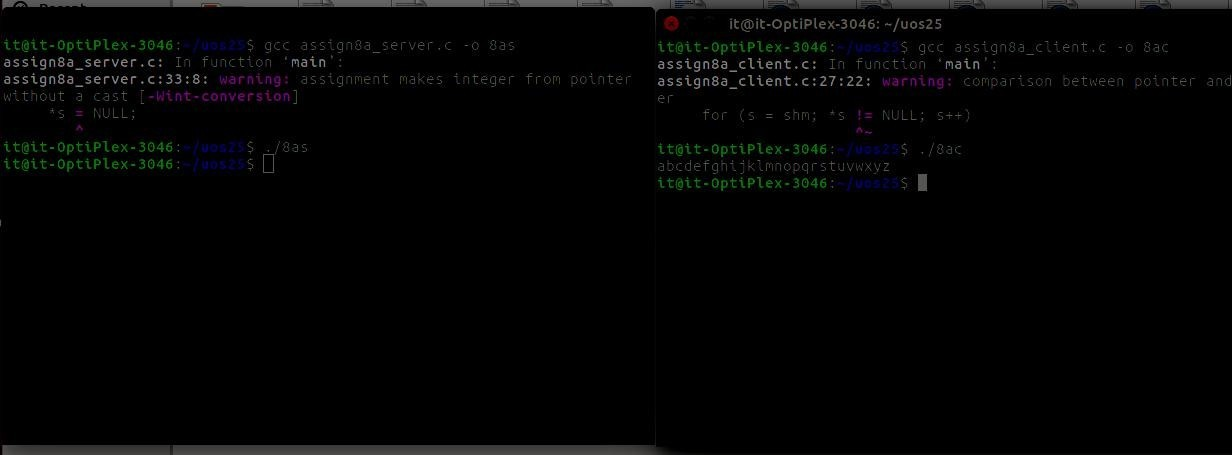 Recent
it@it-OptiPlex-3046:~/uos25$ gcc assign8a_server.c -o 8as
assign8a_server.c: In function ‘main’:
assign8a_server.c:33:8: warning: assignment makes integer from pointer
without a cast [-Wint-conversion]
*s = NULL;
^
it@it-OptiPlex-3046:~/uos25$ ./8as
it@it-OptiPlex-3046:~/uos25$
it@it-OptiPlex-3046: ~/uos25
it@it-OptiPlex-3046:~/uos25$ gcc assign8a_client.c -o 8ac
assign8a_client.c: In function ‘main’:
assign8a_client.c:27:22: warning: comparison between pointer and
er
for (s = shm; *s != NULL; s++)
^~
it@it-OptiPlex-3046:~/uos25$ ./8ac
abcdefghijklmnopqrstuvwxyz
it@it-OptiPlex-3046:~/uos25$